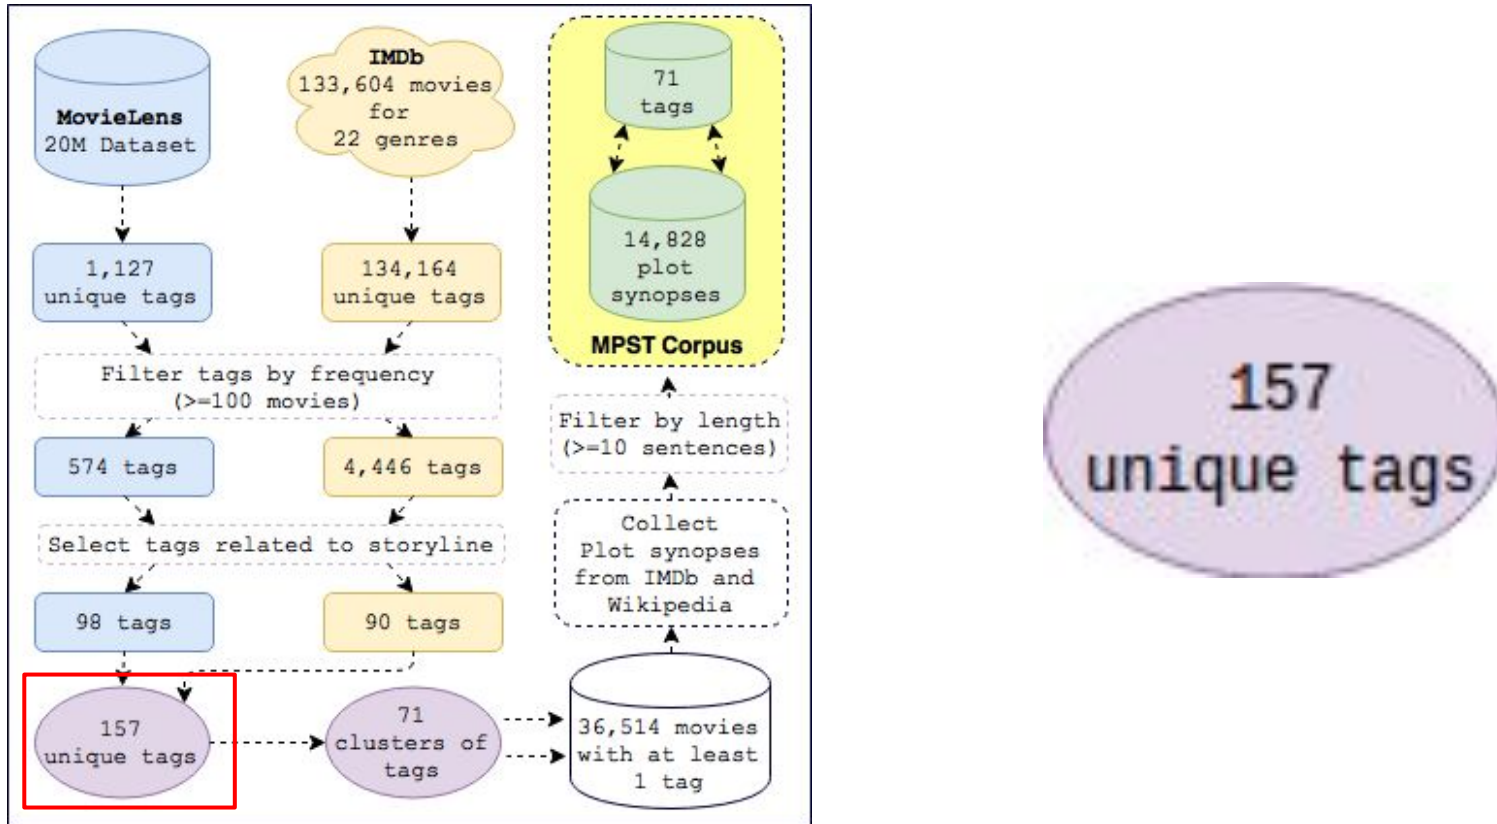 MovieLens
20M Dataset
IMDb
133,604 movies
for
22 genres
1,127
unique tags
134,164
unique tags
Filter tags by frequency
(>=100 movies)
574 tags
4,446 tags
Select tags related to storyline
98 tags
90 tags
157
unique tags
71
clusters of
tags
36,514 movies
with at least
1 tag
Collect
Plot synopses
from IMDb and
Wikipedia
Filter by length
(>=10 sentences)
71
tags
14,828
plot
synopses
MPST Corpus
157
unique tags